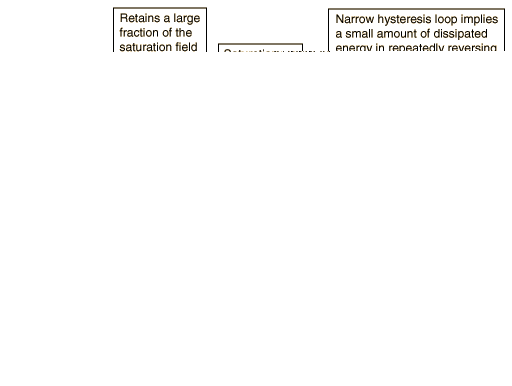 Retains a large
fraction of the
saturation field
Narrow hysteresis loop implies
a small amount of dissipated
energy in repeatedly reversing